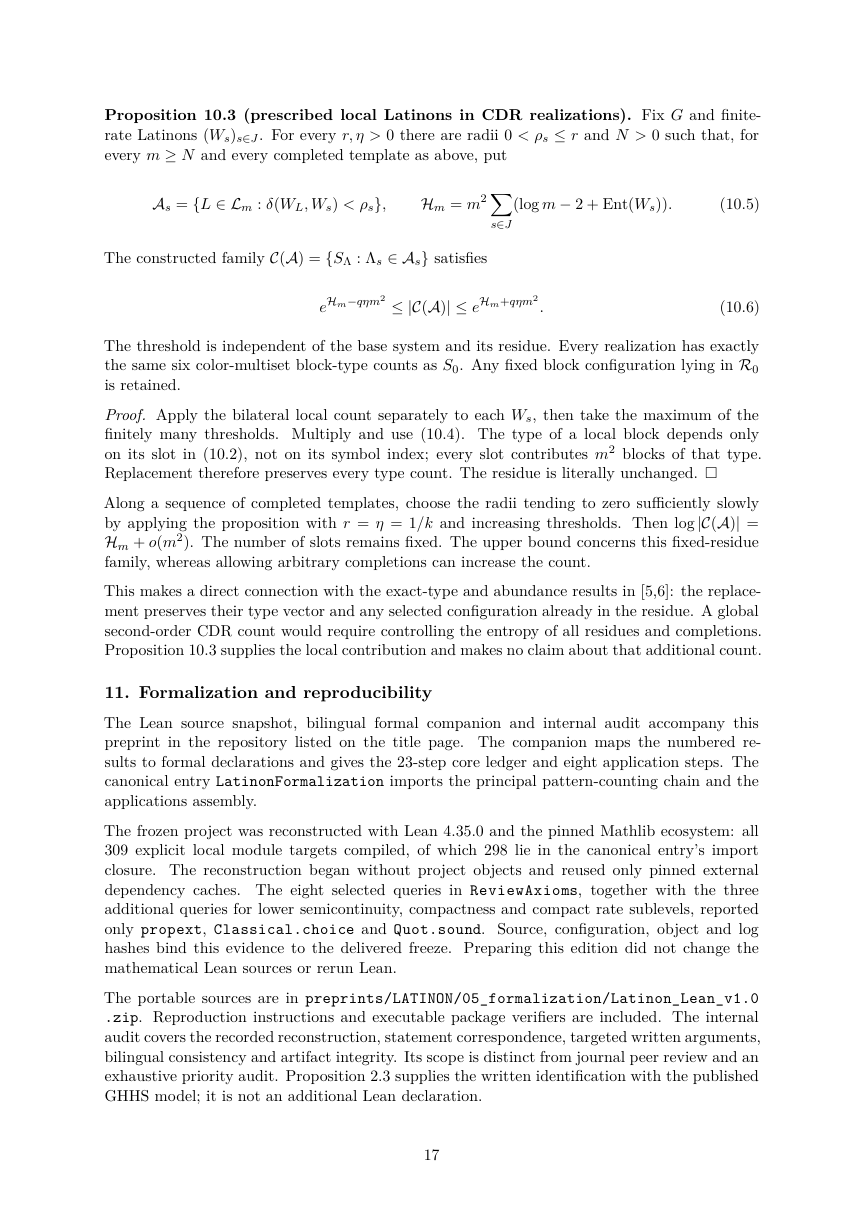 Proposition 10.3 (prescribed local Latinons in CDR realizations). Fix G and finite-
rate Latinons (W_s)_{s∈J}. For every r, η > 0 there are radii 0 < ρ_s ≤ r and N > 0 such that, for
every m ≥ N and every completed template as above, put
𝒜_s = {L ∈ ℒ_m : δ(W_L, W_s) < ρ_s},    ℋ_m = m² ∑_{s∈J} (log m − 2 + Ent(W_s)).    (10.5)
The constructed family 𝒞(𝒜) = {S_Λ : Λ_s ∈ 𝒜_s} satisfies
e^{ℋ_m−qηm²} ≤ |𝒞(𝒜)| ≤ e^{ℋ_m+qηm²}.    (10.6)
The threshold is independent of the base system and its residue. Every realization has exactly
the same six color-multiset block-type counts as S_0. Any fixed block configuration lying in ℛ_0
is retained.
Proof. Apply the bilateral local count separately to each W_s, then take the maximum of the
finitely many thresholds. Multiply and use (10.4). The type of a local block depends only
on its slot in (10.2), not on its symbol index; every slot contributes m² blocks of that type.
Replacement therefore preserves every type count. The residue is literally unchanged. □
Along a sequence of completed templates, choose the radii tending to zero sufficiently slowly
by applying the proposition with r = η = 1/k and increasing thresholds. Then log |𝒞(𝒜)| =
ℋ_m + o(m²). The number of slots remains fixed. The upper bound concerns this fixed-residue
family, whereas allowing arbitrary completions can increase the count.
This makes a direct connection with the exact-type and abundance results in [5,6]: the replace-
ment preserves their type vector and any selected configuration already in the residue. A global
second-order CDR count would require controlling the entropy of all residues and completions.
Proposition 10.3 supplies the local contribution and makes no claim about that additional count.
11. Formalization and reproducibility
The Lean source snapshot, bilingual formal companion and internal audit accompany this
preprint in the repository listed on the title page. The companion maps the numbered re-
sults to formal declarations and gives the 23-step core ledger and eight application steps. The
canonical entry LatinonFormalization imports the principal pattern-counting chain and the
applications assembly.
The frozen project was reconstructed with Lean 4.35.0 and the pinned Mathlib ecosystem: all
309 explicit local module targets compiled, of which 298 lie in the canonical entry's import
closure. The reconstruction began without project objects and reused only pinned external
dependency caches. The eight selected queries in ReviewAxioms, together with the three
additional queries for lower semicontinuity, compactness and compact rate sublevels, reported
only propext, Classical.choice and Quot.sound. Source, configuration, object and log
hashes bind this evidence to the delivered freeze. Preparing this edition did not change the
mathematical Lean sources or rerun Lean.
The portable sources are in preprints/LATINON/05_formalization/Latinon_Lean_v1.0
.zip. Reproduction instructions and executable package verifiers are included. The internal
audit covers the recorded reconstruction, statement correspondence, targeted written arguments,
bilingual consistency and artifact integrity. Its scope is distinct from journal peer review and an
exhaustive priority audit. Proposition 2.3 supplies the written identification with the published
GHHS model; it is not an additional Lean declaration.
17